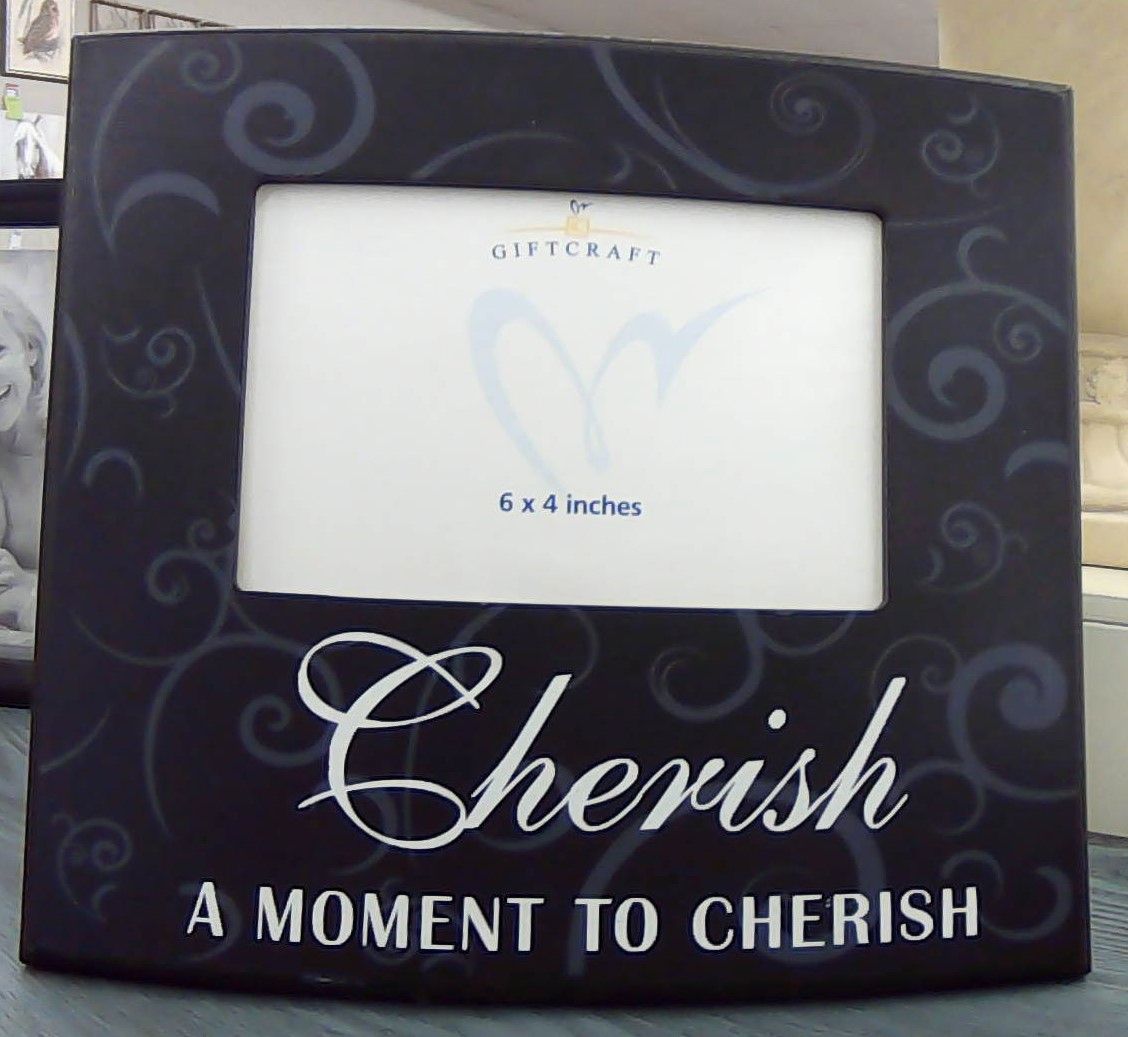 GIFTCRAFT
6 x 4 inches
Cherish
A MOMENT TO CHERISH